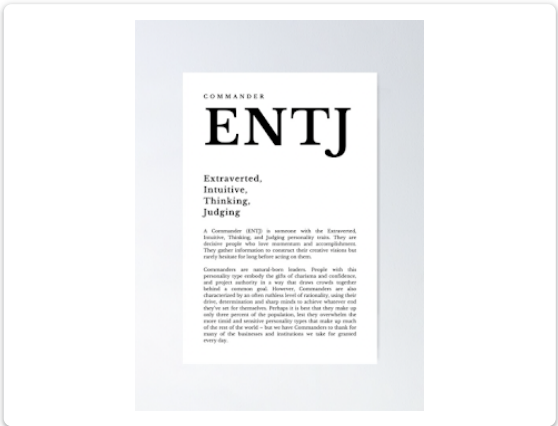 COMMANDER
ENTJ
Extraverted,
Intuitive,
Thinking,
Judging
A Commander (ENTJ) is someone with the Extraverted,
Intuitive, Thinking, and Judging personality traits. They are
decisive people who love momentum and accomplishment.
They gather information to construct their creative visions but
rarely hesitate for long before acting on them.
Commanders are natural-born leaders. People with this
personality type embody the gifts of charisma and confidence,
and project authority in a way that draws crowds together
behind a common goal. However, Commanders are also
characterized by an often ruthless level of rationality, using their
drive, determination and sharp minds to achieve whatever end
they've set for themselves. Perhaps it is best that they make up
only three percent of the population, lest they overwhelm the
more timid and sensitive personality types that make up much
of the rest of the world – but we have Commanders to thank for
many of the businesses and institutions we take for granted
every day.